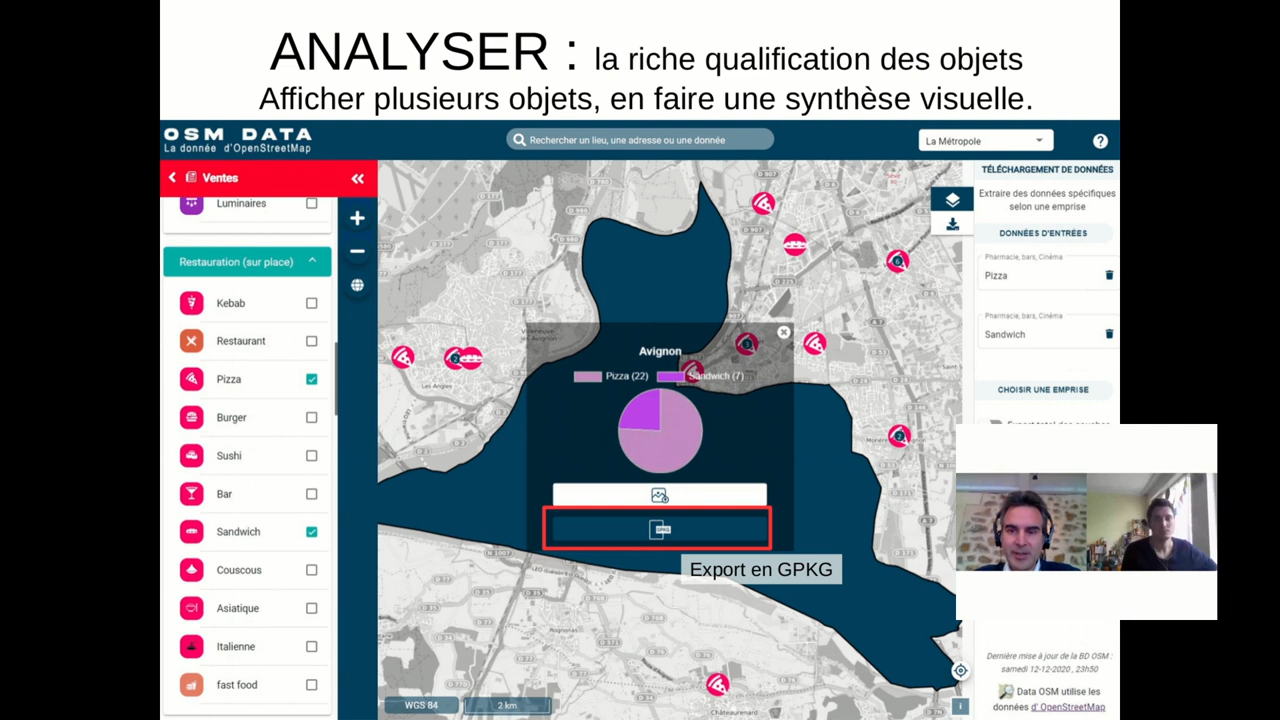 ANALYSER : la riche qualification des objets
Afficher plusieurs objets, en faire une synthèse visuelle.
OSM DATA
La donnée d'OpenStreetMap
Rechercher un lieu, une adresse ou une donnée
La Métropole
Ventes
Luminaires
Restauration (sur place)
Kebab
Restaurant
Pizza
Burger
Sushi
Bar
Sandwich
Couscous
Asiatique
Italienne
fast food
Avignon
Pizza (22)
Sandwich (7)
GPKG
Export en GPKG
Les Angles
Châteaurenard
WGS 84
2 km
TÉLÉCHARGEMENT DE DONNÉES
Extraire des données spécifiques
selon une emprise
DONNÉES D'ENTRÉES
Pharmacie, bars, Cinéma
Pizza
Pharmacie, bars, Cinéma
Sandwich
CHOISIR UNE EMPRISE
Dernière mise à jour de la BD OSM :
samedi 12-12-2020 , 23h50
Data OSM utilise les
données d' OpenStreetMap